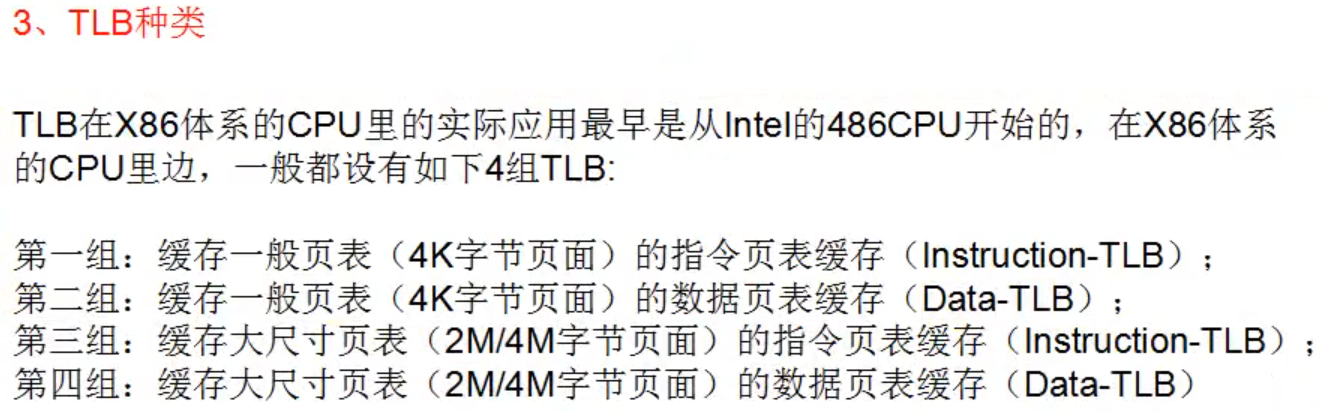 3、TLB种类
TLB在X86体系的CPU里的实际应用最早是从Intel的486CPU开始的，在X86体系
的CPU里边，一般都设有如下4组TLB:
第一组：缓存一般页表（4K字节页面）的指令页表缓存（Instruction-TLB）；
第二组：缓存一般页表（4K字节页面）的数据页表缓存（Data-TLB）；
第三组：缓存大尺寸页表（2M/4M字节页面）的指令页表缓存（Instruction-TLB）；
第四组：缓存大尺寸页表（2M/4M字节页面）的数据页表缓存（Data-TLB）